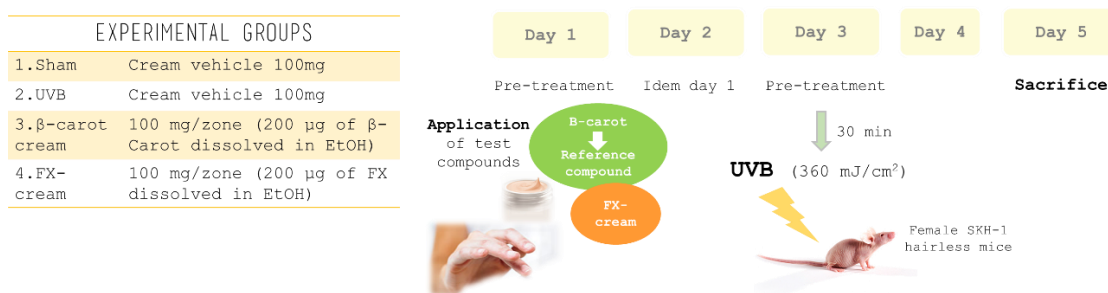 EXPERIMENTAL GROUPS
1.Sham Cream vehicle 100mg
2.UVB Cream vehicle 100mg
3.β-carot cream 100 mg/zone (200 µg of β-
Carot dissolved in EtOH)
4.FX-
cream 100 mg/zone (200 µg of FX
dissolved in EtOH)
Day 1 Day 2 Day 3 Day 4 Day 5
Pre-treatment Idem day 1 Pre-treatment Sacrifice
Application
of test
compounds
B-carot
Reference
compound
FX-
cream
30 min
UVB (360 mJ/cm²)
Female SKH-1
hairless mice